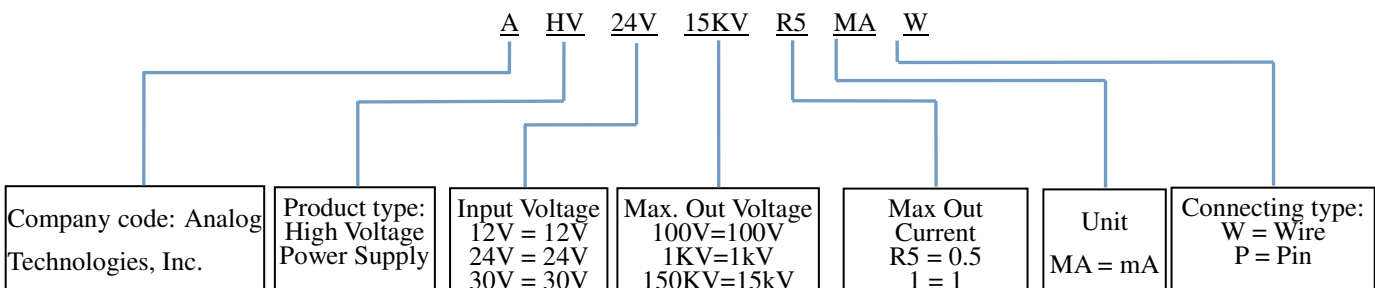 A HV 24V 15KV R5 MA W
Company code: Analog
Technologies, Inc.
Product type:
High Voltage
Power Supply
Input Voltage
12V = 12V
24V = 24V
30V = 30V
Max. Out Voltage
100V=100V
1KV=1kV
150KV=15kV
Max Out
Current
R5 = 0.5
1 = 1
Unit
MA = mA
Connecting type:
W = Wire
P = Pin